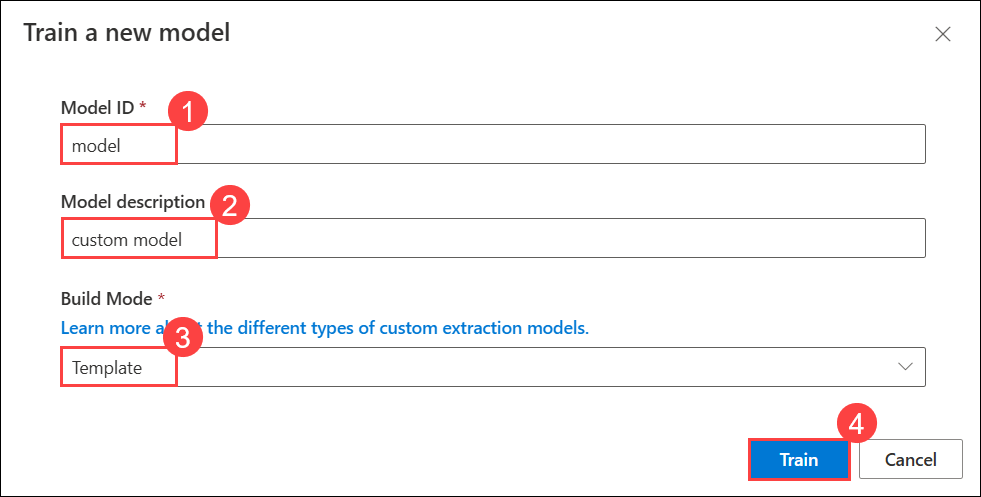 Train a new model
Model ID * 1
model
Model description 2
custom model
Build Mode *
Learn more ab t the different types of custom extraction models.
3
Template
4
Train Cancel